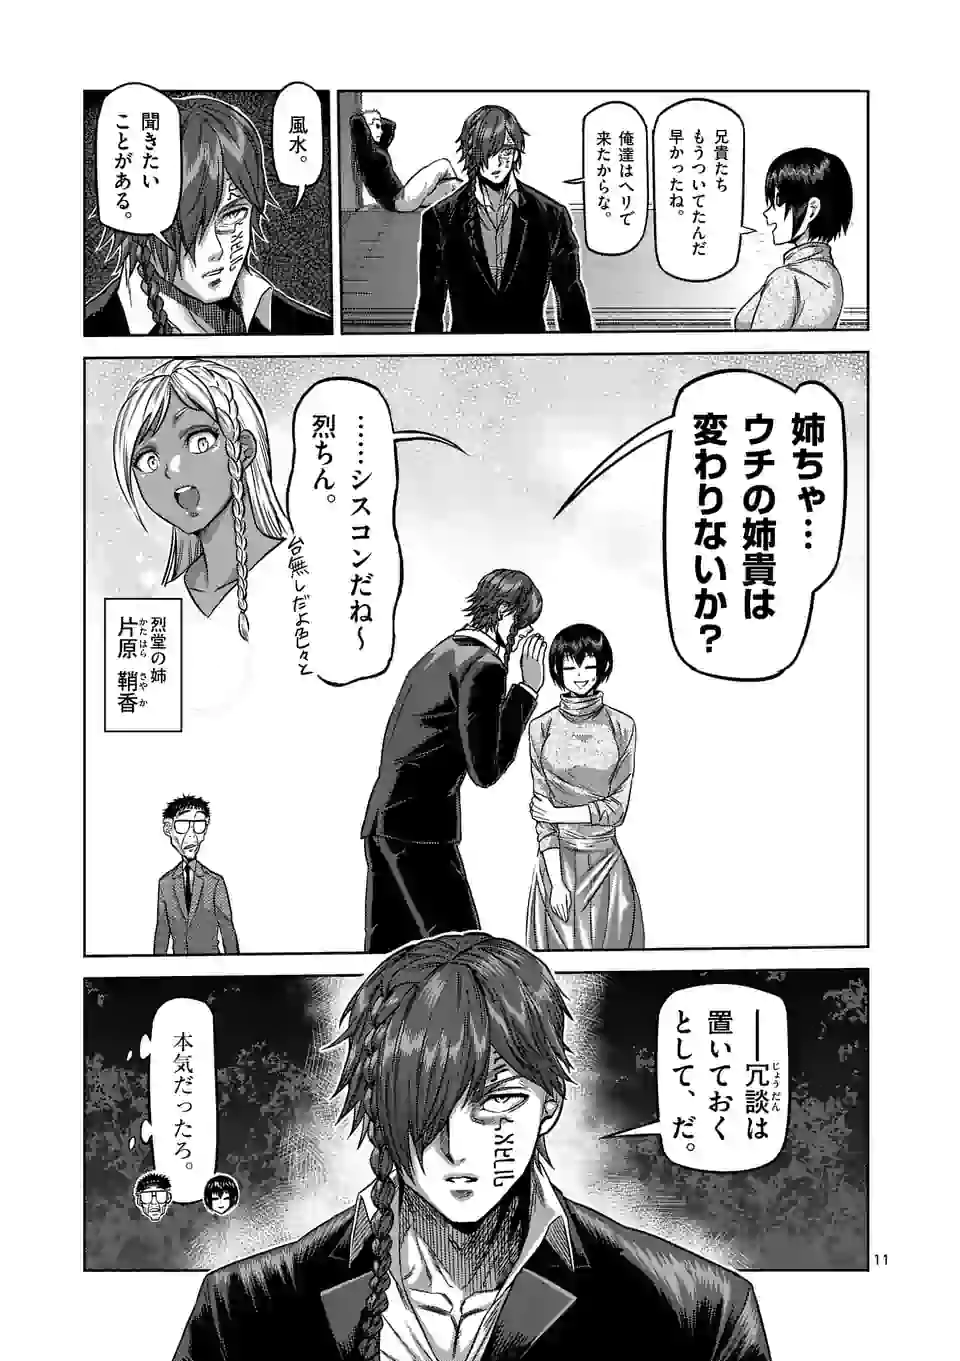 兄貴たち
もうついてたんだ
早かったね。
俺達はヘリで
来たからな。
風水。
聞きたい
ことがある。
姉ちゃ…
ウチの姉貴は
変わりないか？
……シスコンだね〜
烈ちん。
台無しだよ色々と
烈堂の姉
片原 鞘香
かたはら さやか
──冗談は
じょうだん
置いておく
として、だ。
本気だったろ。
11